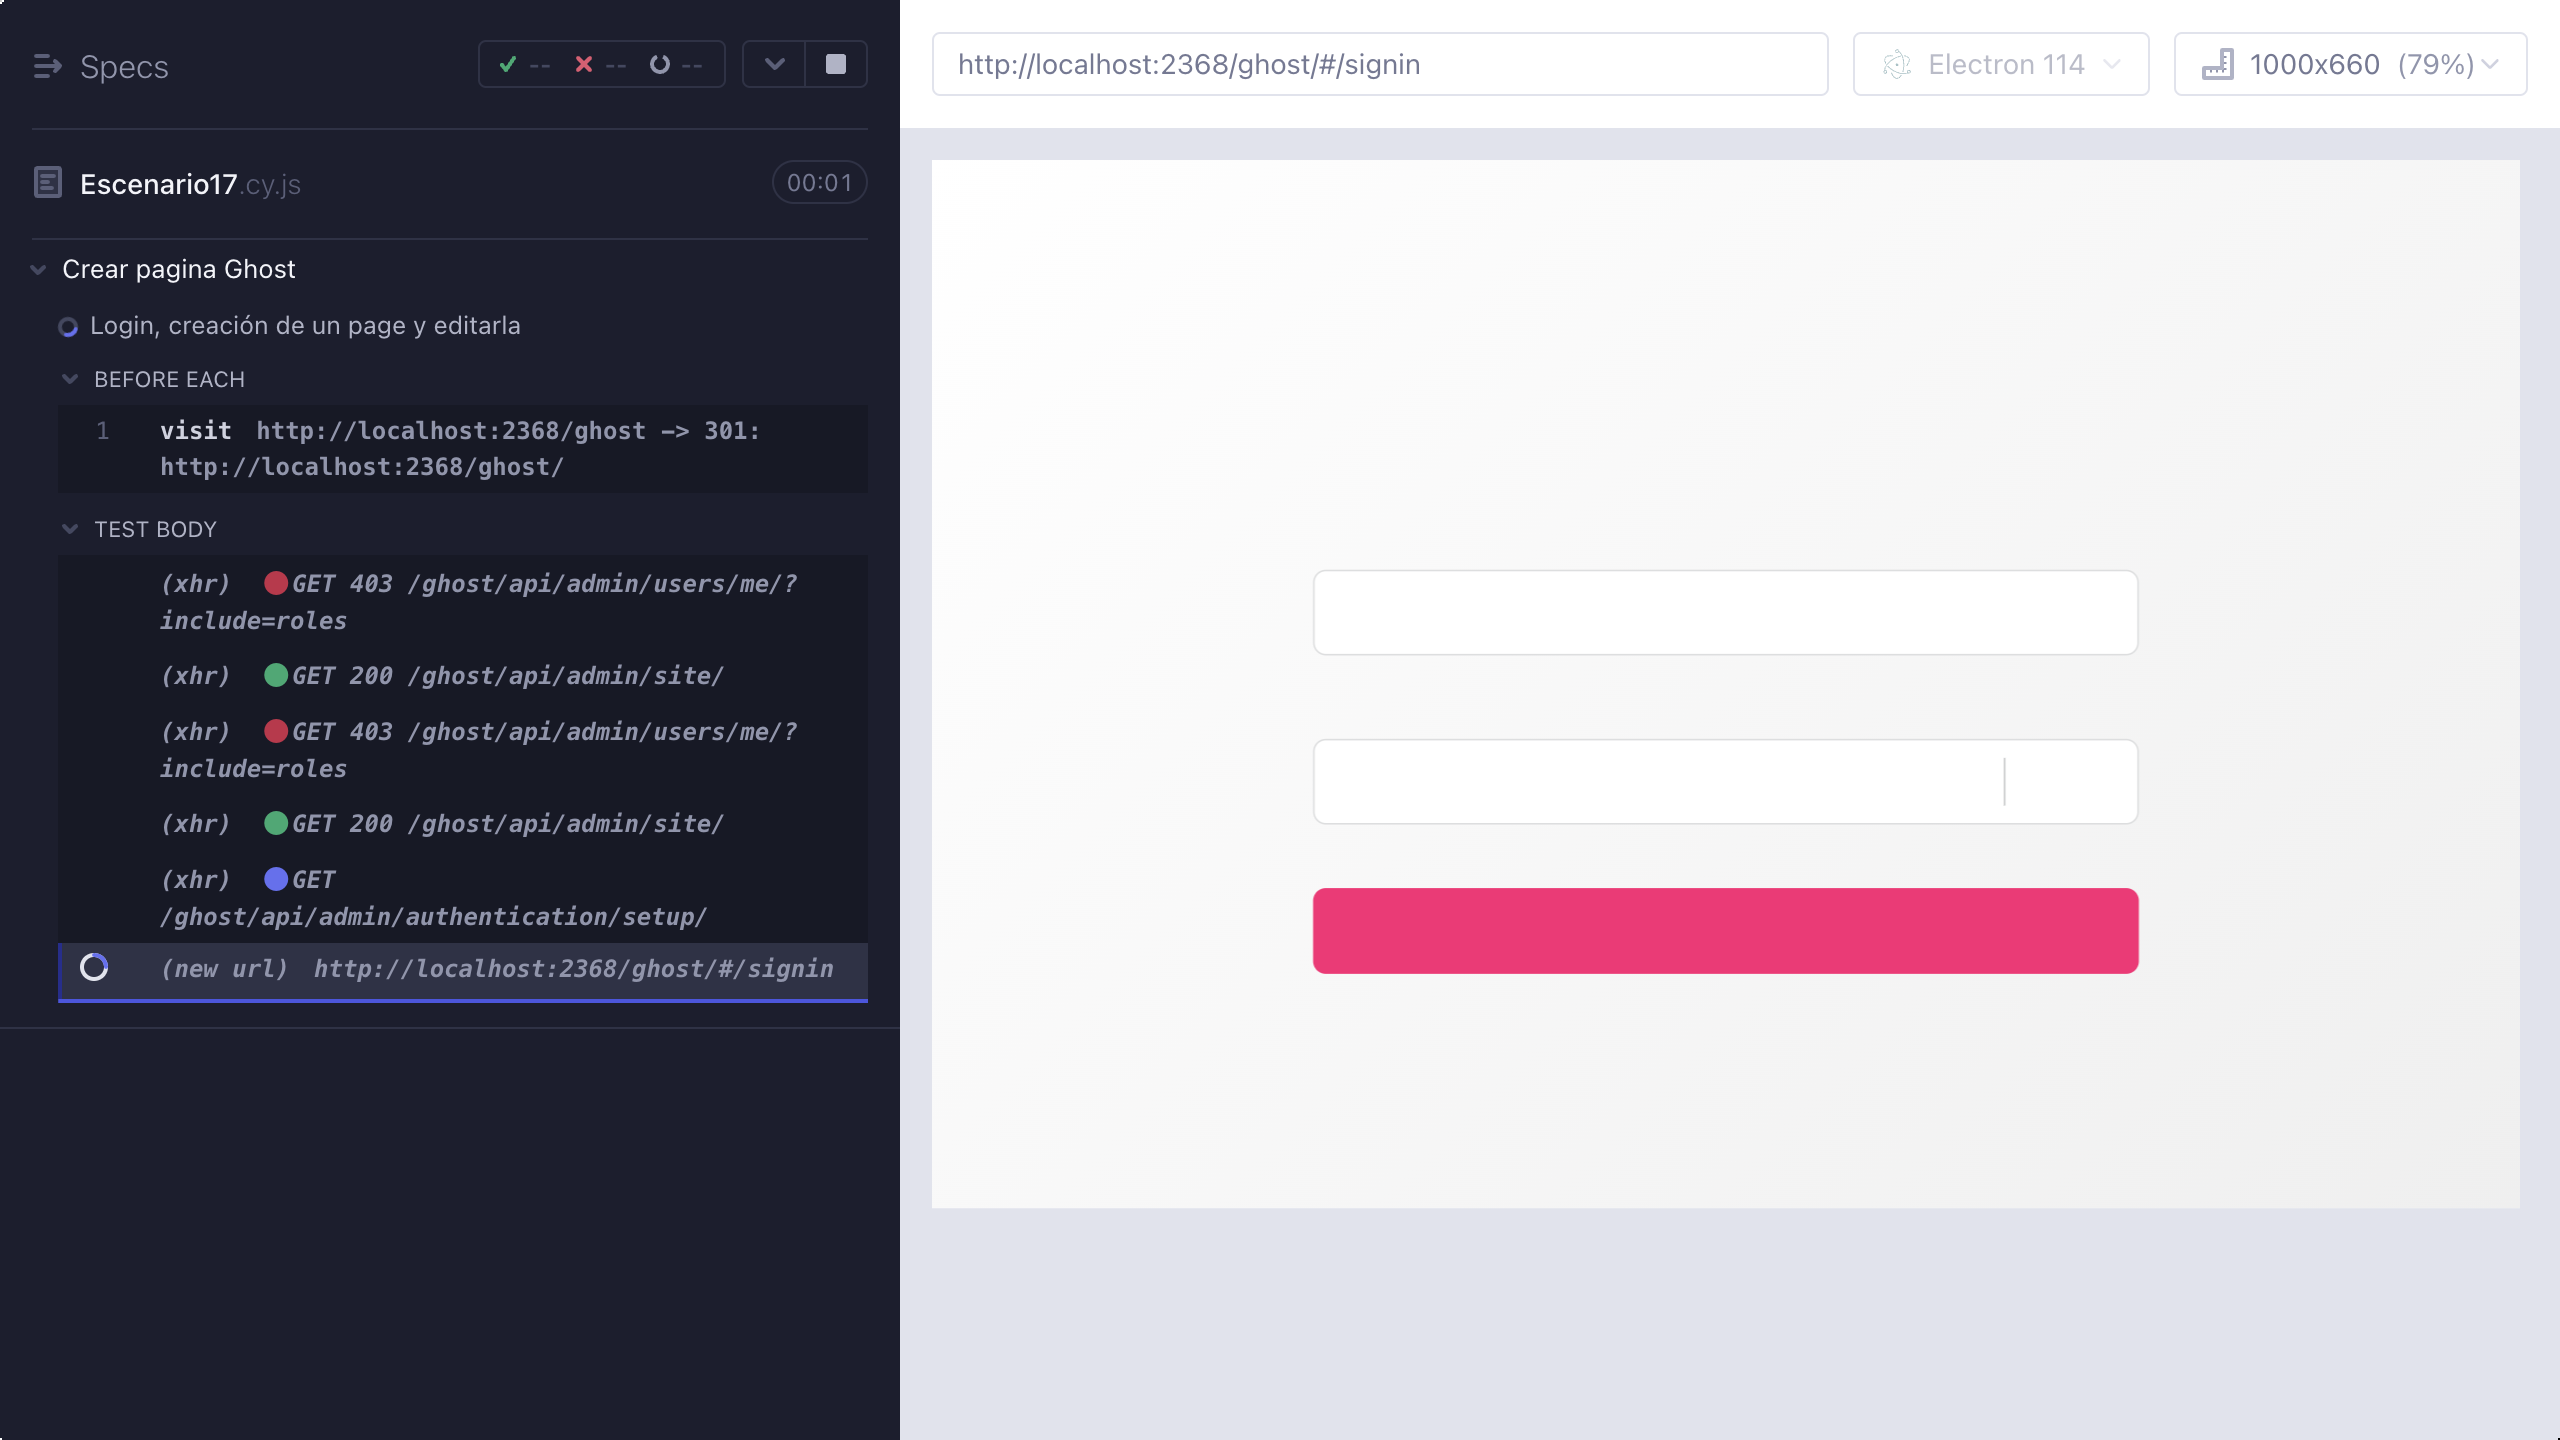 Specs
--
--
--
Escenario17.cy.js
00:01
Crear pagina Ghost
Login, creación de un page y editarla
BEFORE EACH
1 visit http://localhost:2368/ghost –> 301:
http://localhost:2368/ghost/
TEST BODY
(xhr) GET 403 /ghost/api/admin/users/me/?
include=roles
(xhr) GET 200 /ghost/api/admin/site/
(xhr) GET 403 /ghost/api/admin/users/me/?
include=roles
(xhr) GET 200 /ghost/api/admin/site/
(xhr) GET
/ghost/api/admin/authentication/setup/
(new url) http://localhost:2368/ghost/#/signin
http://localhost:2368/ghost/#/signin
Electron 114
1000x660 (79%)